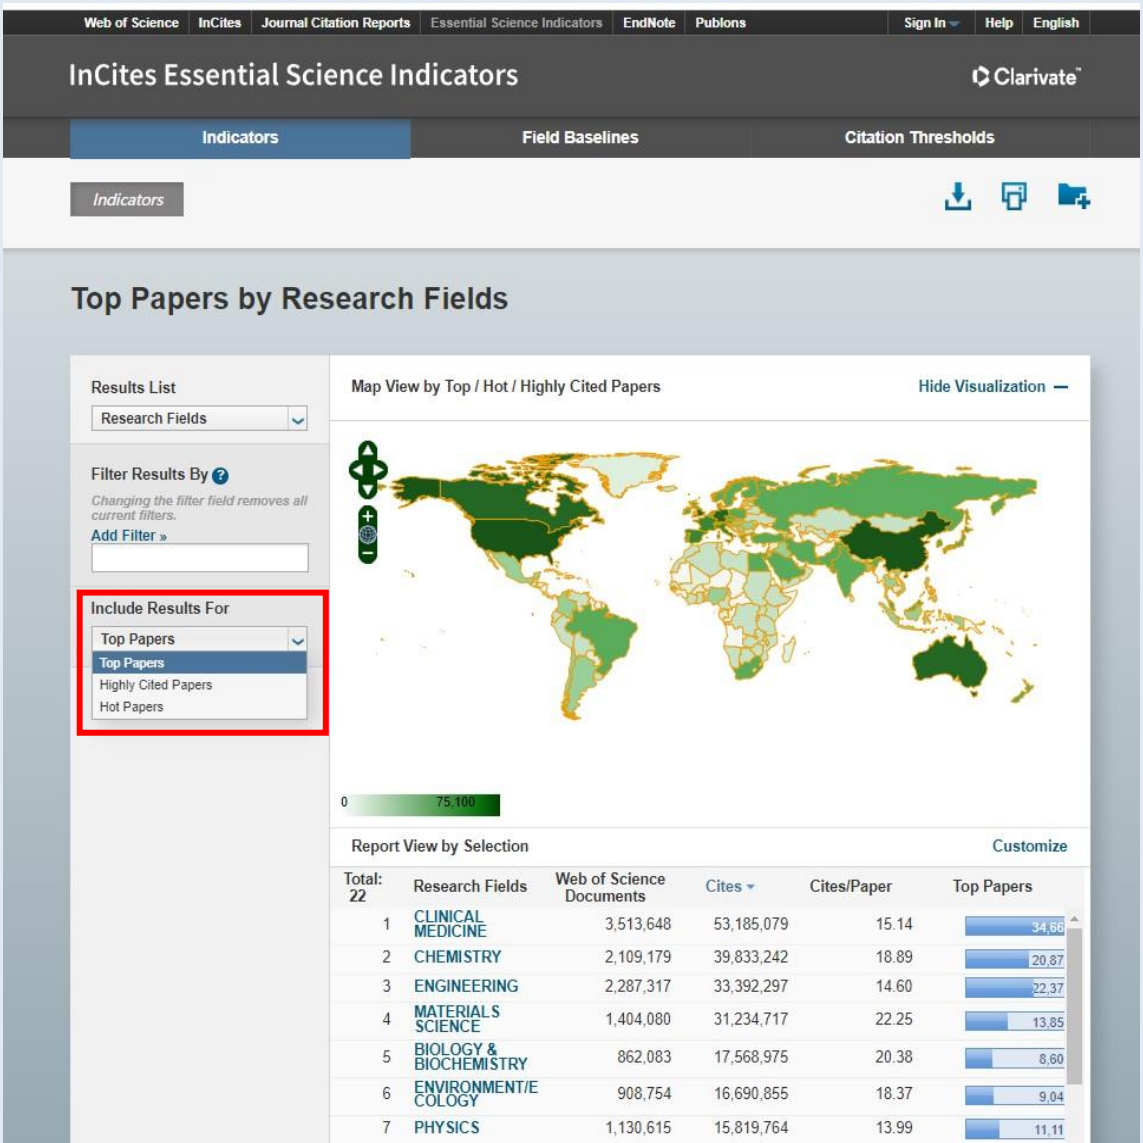 Web of Science InCites Journal Citation Reports Essential Science Indicators EndNote Publons Sign In Help English
InCites Essential Science Indicators Clarivate™
Indicators Field Baselines Citation Thresholds
Indicators
Top Papers by Research Fields
Results List
Research Fields
Filter Results By ?
Changing the filter field removes all
current filters.
Add Filter »
Include Results For
Top Papers
Top Papers
Highly Cited Papers
Hot Papers
Map View by Top / Hot / Highly Cited Papers Hide Visualization —
+
−
0 75,100
Report View by Selection Customize
Total: 22 Research Fields Web of Science Documents Cites Cites/Paper Top Papers
1 CLINICAL MEDICINE 3,513,648 53,185,079 15.14 34,66
2 CHEMISTRY 2,109,179 39,833,242 18.89 20,87
3 ENGINEERING 2,287,317 33,392,297 14.60 22,37
4 MATERIALS SCIENCE 1,404,080 31,234,717 22.25 13,85
5 BIOLOGY & BIOCHEMISTRY 862,083 17,568,975 20.38 8,60
6 ENVIRONMENT/E COLOGY 908,754 16,690,855 18.37 9,04
7 PHYSICS 1,130,615 15,819,764 13.99 11,11